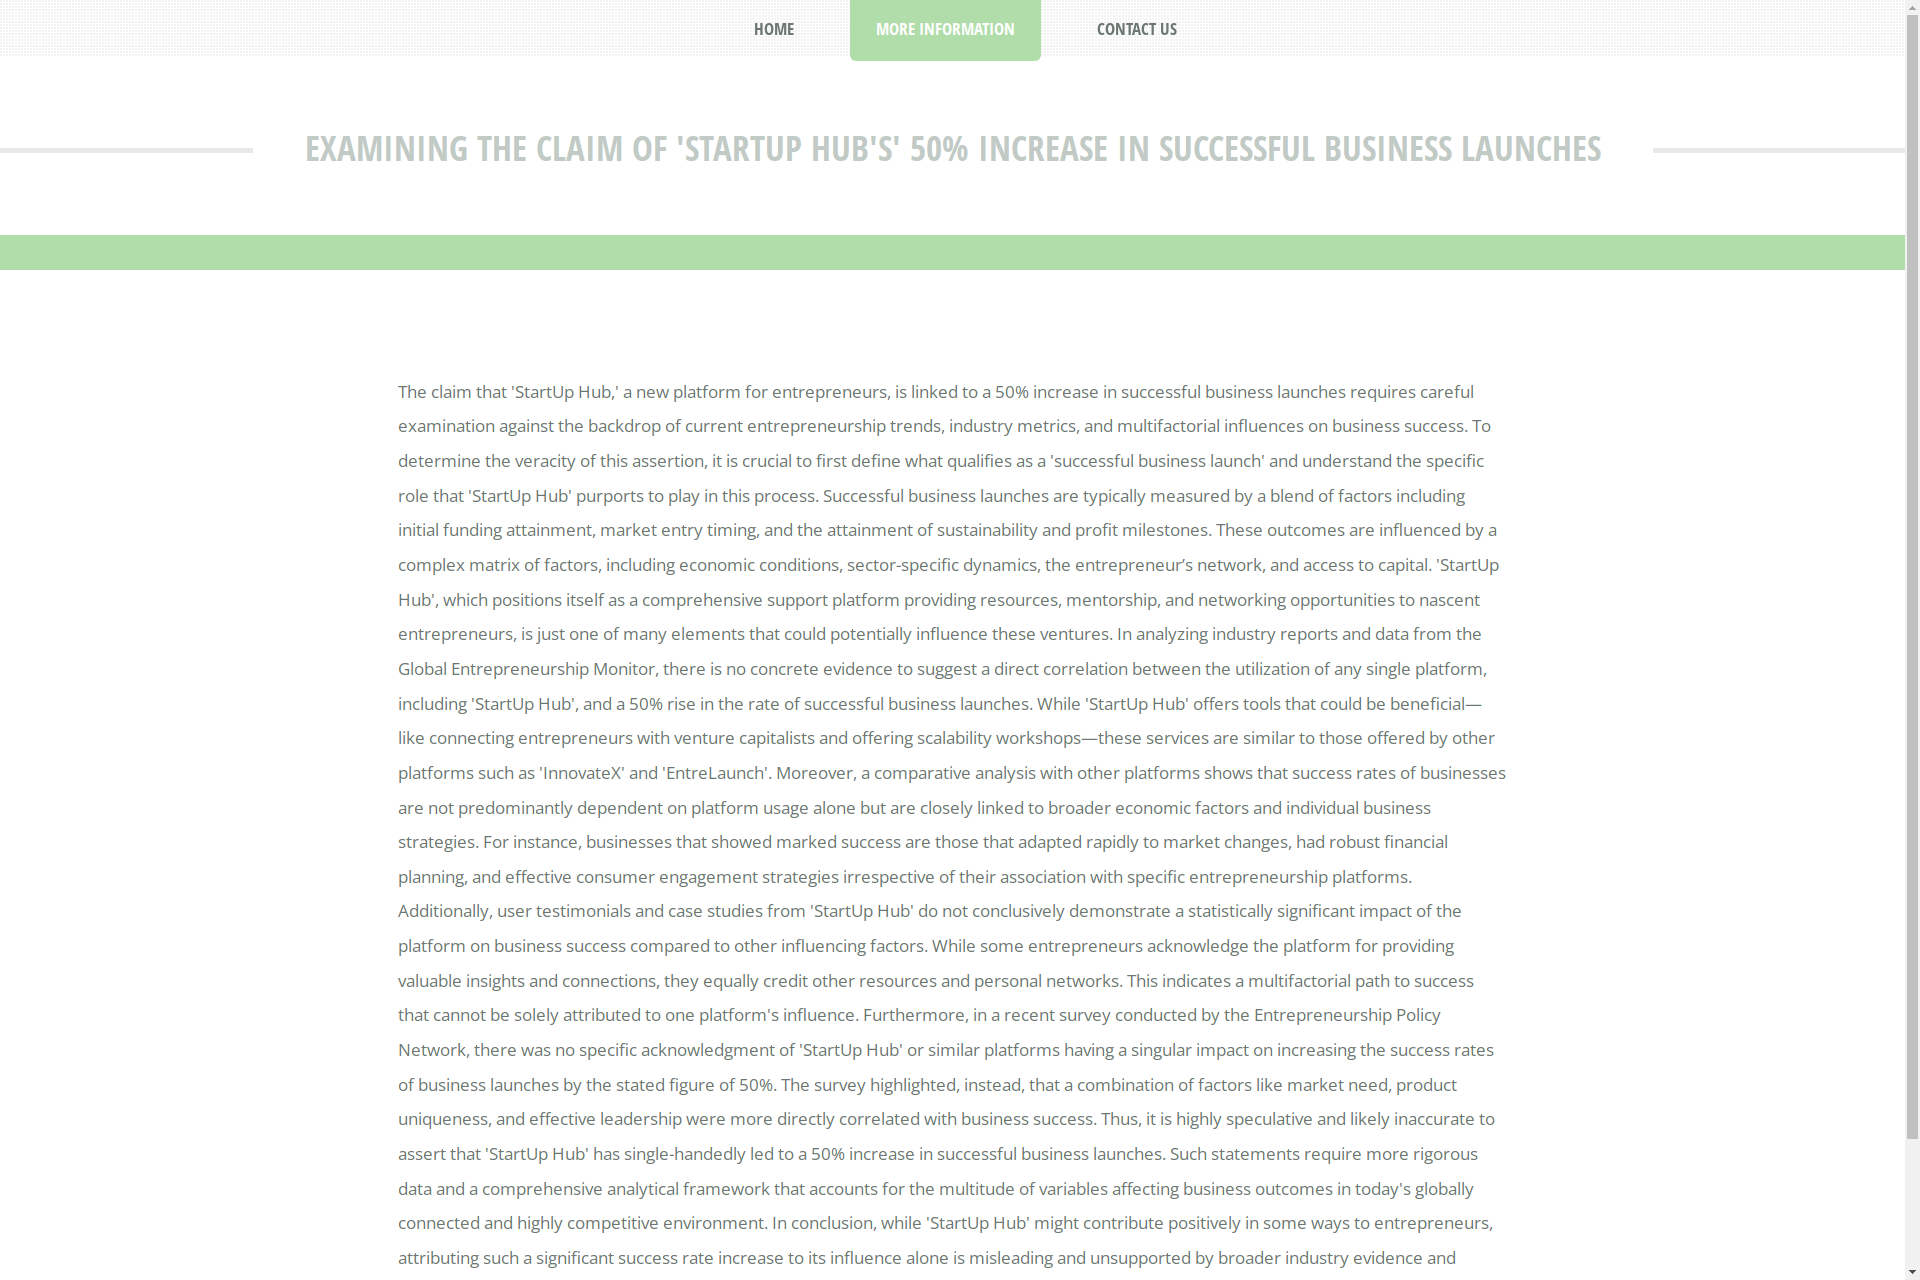 HOME
MORE INFORMATION
CONTACT US
EXAMINING THE CLAIM OF 'STARTUP HUB'S' 50% INCREASE IN SUCCESSFUL BUSINESS LAUNCHES
The claim that 'StartUp Hub,' a new platform for entrepreneurs, is linked to a 50% increase in successful business launches requires careful
examination against the backdrop of current entrepreneurship trends, industry metrics, and multifactorial influences on business success. To
determine the veracity of this assertion, it is crucial to first define what qualifies as a 'successful business launch' and understand the specific
role that 'StartUp Hub' purports to play in this process. Successful business launches are typically measured by a blend of factors including
initial funding attainment, market entry timing, and the attainment of sustainability and profit milestones. These outcomes are influenced by a
complex matrix of factors, including economic conditions, sector-specific dynamics, the entrepreneur’s network, and access to capital. 'StartUp
Hub', which positions itself as a comprehensive support platform providing resources, mentorship, and networking opportunities to nascent
entrepreneurs, is just one of many elements that could potentially influence these ventures. In analyzing industry reports and data from the
Global Entrepreneurship Monitor, there is no concrete evidence to suggest a direct correlation between the utilization of any single platform,
including 'StartUp Hub', and a 50% rise in the rate of successful business launches. While 'StartUp Hub' offers tools that could be beneficial—
like connecting entrepreneurs with venture capitalists and offering scalability workshops—these services are similar to those offered by other
platforms such as 'InnovateX' and 'EntreLaunch'. Moreover, a comparative analysis with other platforms shows that success rates of businesses
are not predominantly dependent on platform usage alone but are closely linked to broader economic factors and individual business
strategies. For instance, businesses that showed marked success are those that adapted rapidly to market changes, had robust financial
planning, and effective consumer engagement strategies irrespective of their association with specific entrepreneurship platforms.
Additionally, user testimonials and case studies from 'StartUp Hub' do not conclusively demonstrate a statistically significant impact of the
platform on business success compared to other influencing factors. While some entrepreneurs acknowledge the platform for providing
valuable insights and connections, they equally credit other resources and personal networks. This indicates a multifactorial path to success
that cannot be solely attributed to one platform's influence. Furthermore, in a recent survey conducted by the Entrepreneurship Policy
Network, there was no specific acknowledgment of 'StartUp Hub' or similar platforms having a singular impact on increasing the success rates
of business launches by the stated figure of 50%. The survey highlighted, instead, that a combination of factors like market need, product
uniqueness, and effective leadership were more directly correlated with business success. Thus, it is highly speculative and likely inaccurate to
assert that 'StartUp Hub' has single-handedly led to a 50% increase in successful business launches. Such statements require more rigorous
data and a comprehensive analytical framework that accounts for the multitude of variables affecting business outcomes in today's globally
connected and highly competitive environment. In conclusion, while 'StartUp Hub' might contribute positively in some ways to entrepreneurs,
attributing such a significant success rate increase to its influence alone is misleading and unsupported by broader industry evidence and